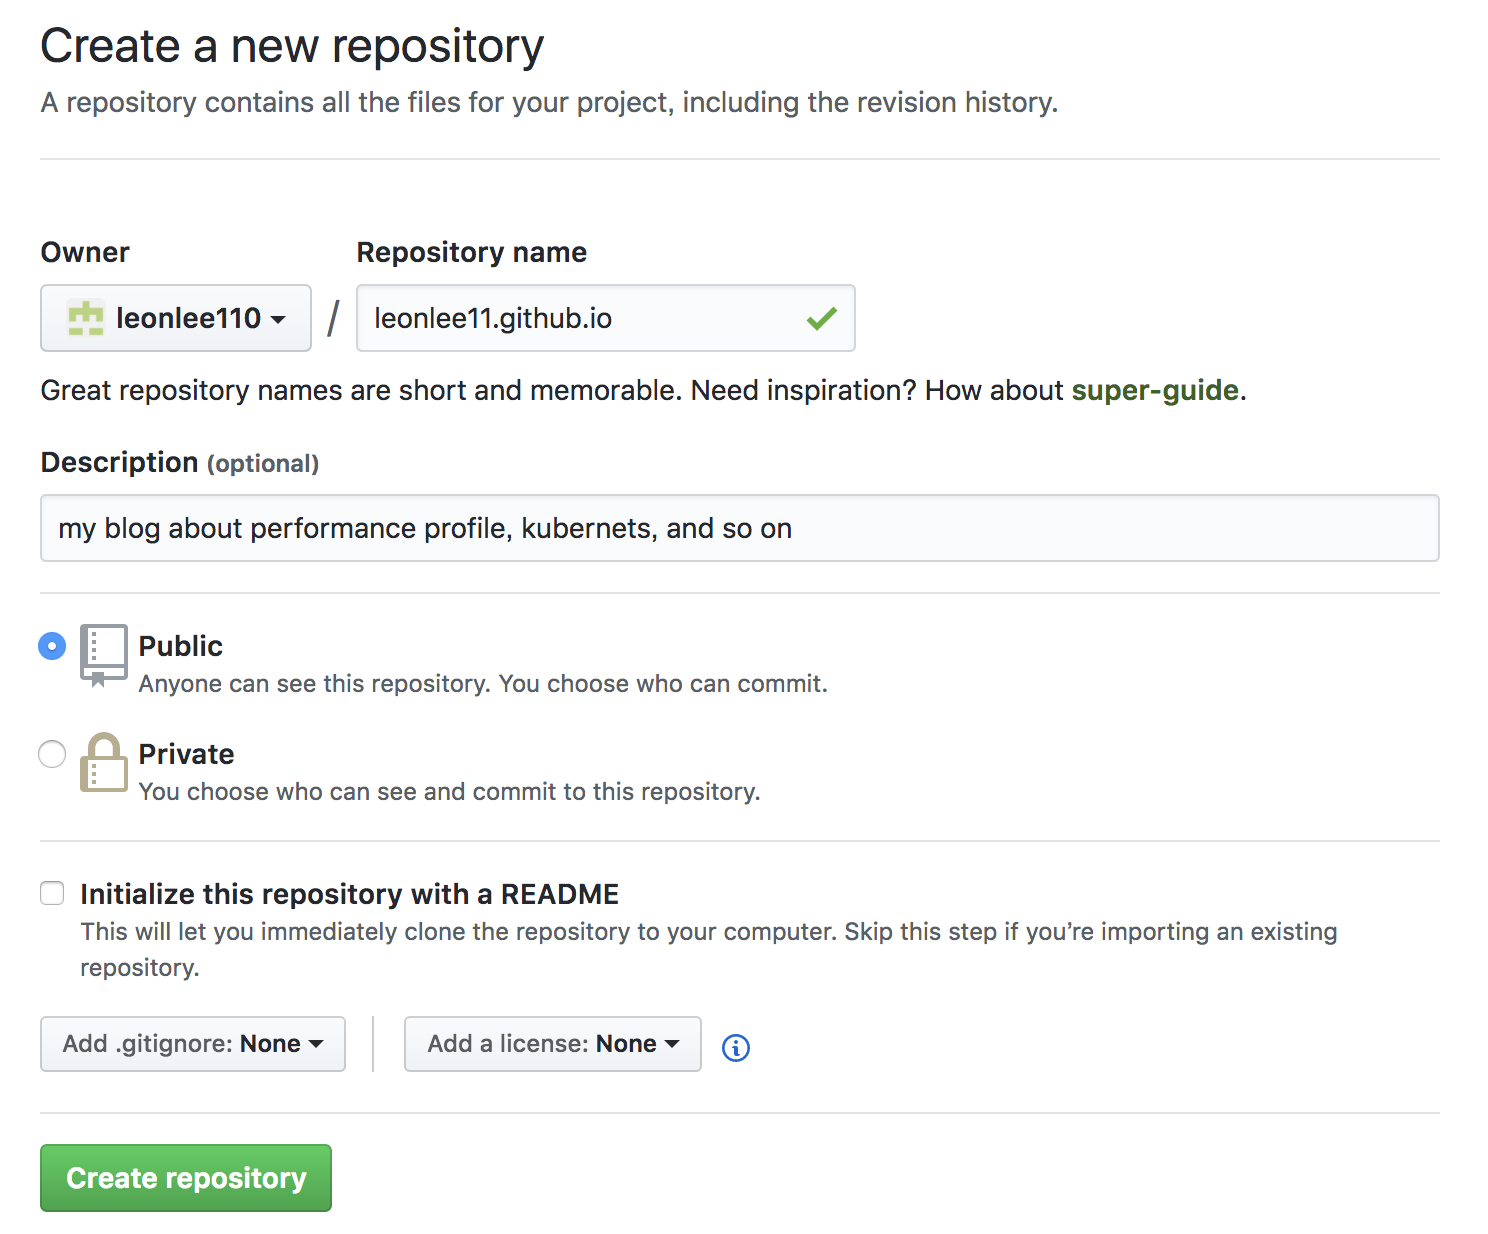 Create a new repository
A repository contains all the files for your project, including the revision history.
Owner
Repository name
leonlee110
/
leonlee11.github.io
Great repository names are short and memorable. Need inspiration? How about super-guide.
Description (optional)
my blog about performance profile, kubernets, and so on
Public
Anyone can see this repository. You choose who can commit.
Private
You choose who can see and commit to this repository.
Initialize this repository with a README
This will let you immediately clone the repository to your computer. Skip this step if you’re importing an existing
repository.
Add .gitignore: None
Add a license: None
Create repository